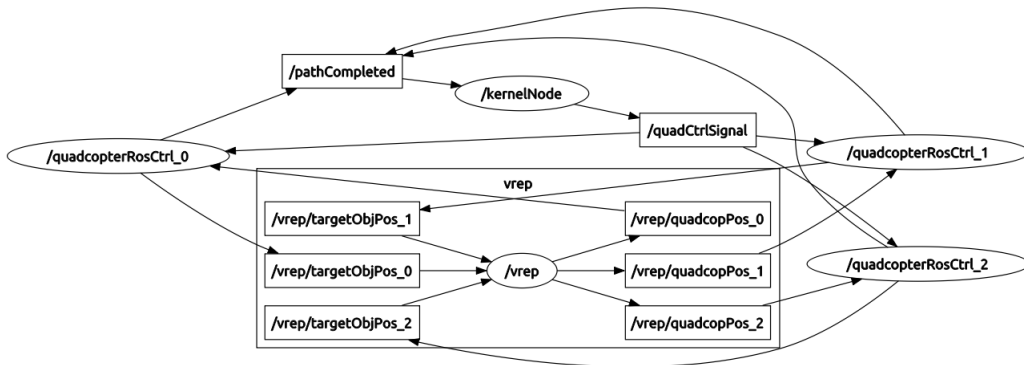 /pathCompleted
/kernelNode
/quadCtrlSignal
/quadcopterRosCtrl_0
/quadcopterRosCtrl_1
vrep
/vrep/targetObjPos_1
/vrep/quadcopPos_0
/vrep/targetObjPos_0
/vrep
/vrep/quadcopPos_1
/quadcopterRosCtrl_2
/vrep/targetObjPos_2
/vrep/quadcopPos_2